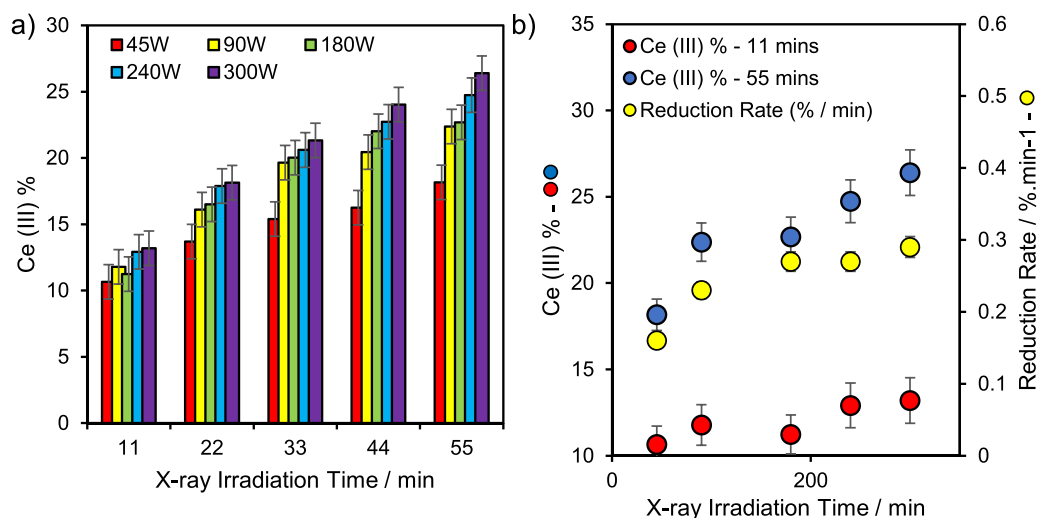 a)
45W 90W 180W
240W 300W
Ce (III) %
30
25
20
15
10
5
0
11 22 33 44 55
X-ray Irradiation Time / min
b)
Ce (III) % - 11 mins
Ce (III) % - 55 mins
Reduction Rate (% / min)
Ce (III) % -
35
30
25
20
15
10
0 200
X-ray Irradiation Time / min
0.6
0.5
0.4
0.3
0.2
0.1
0
Reduction Rate / %.min-1 -